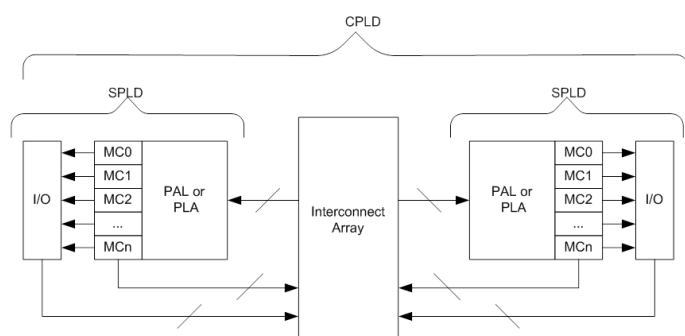 CPLD
SPLD
SPLD
I/O
MC0
MC1
MC2
...
MCn
PAL or
PLA
Interconnect
Array
PAL or
PLA
MC0
MC1
MC2
...
MCn
I/O